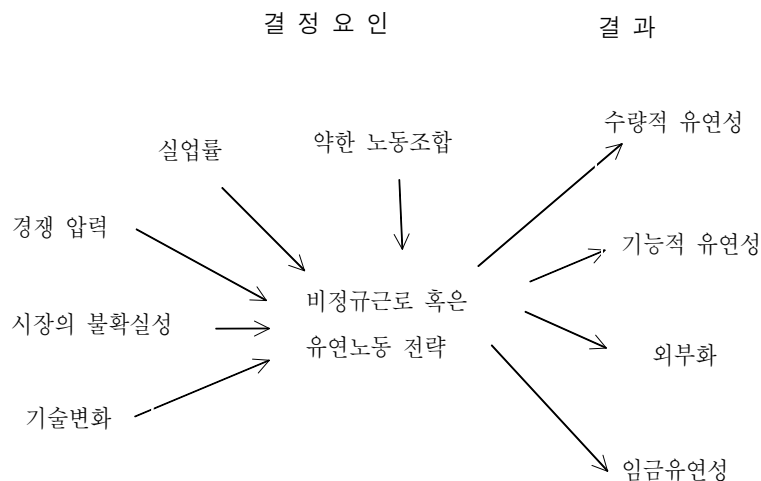 결 정 요 인
결 과
수량적 유연성
약한 노동조합
실업률
경쟁 압력
기능적 유연성
비정규근로 혹은
시장의 불확실성
유연노동 전략
외부화
기술변화
임금유연성